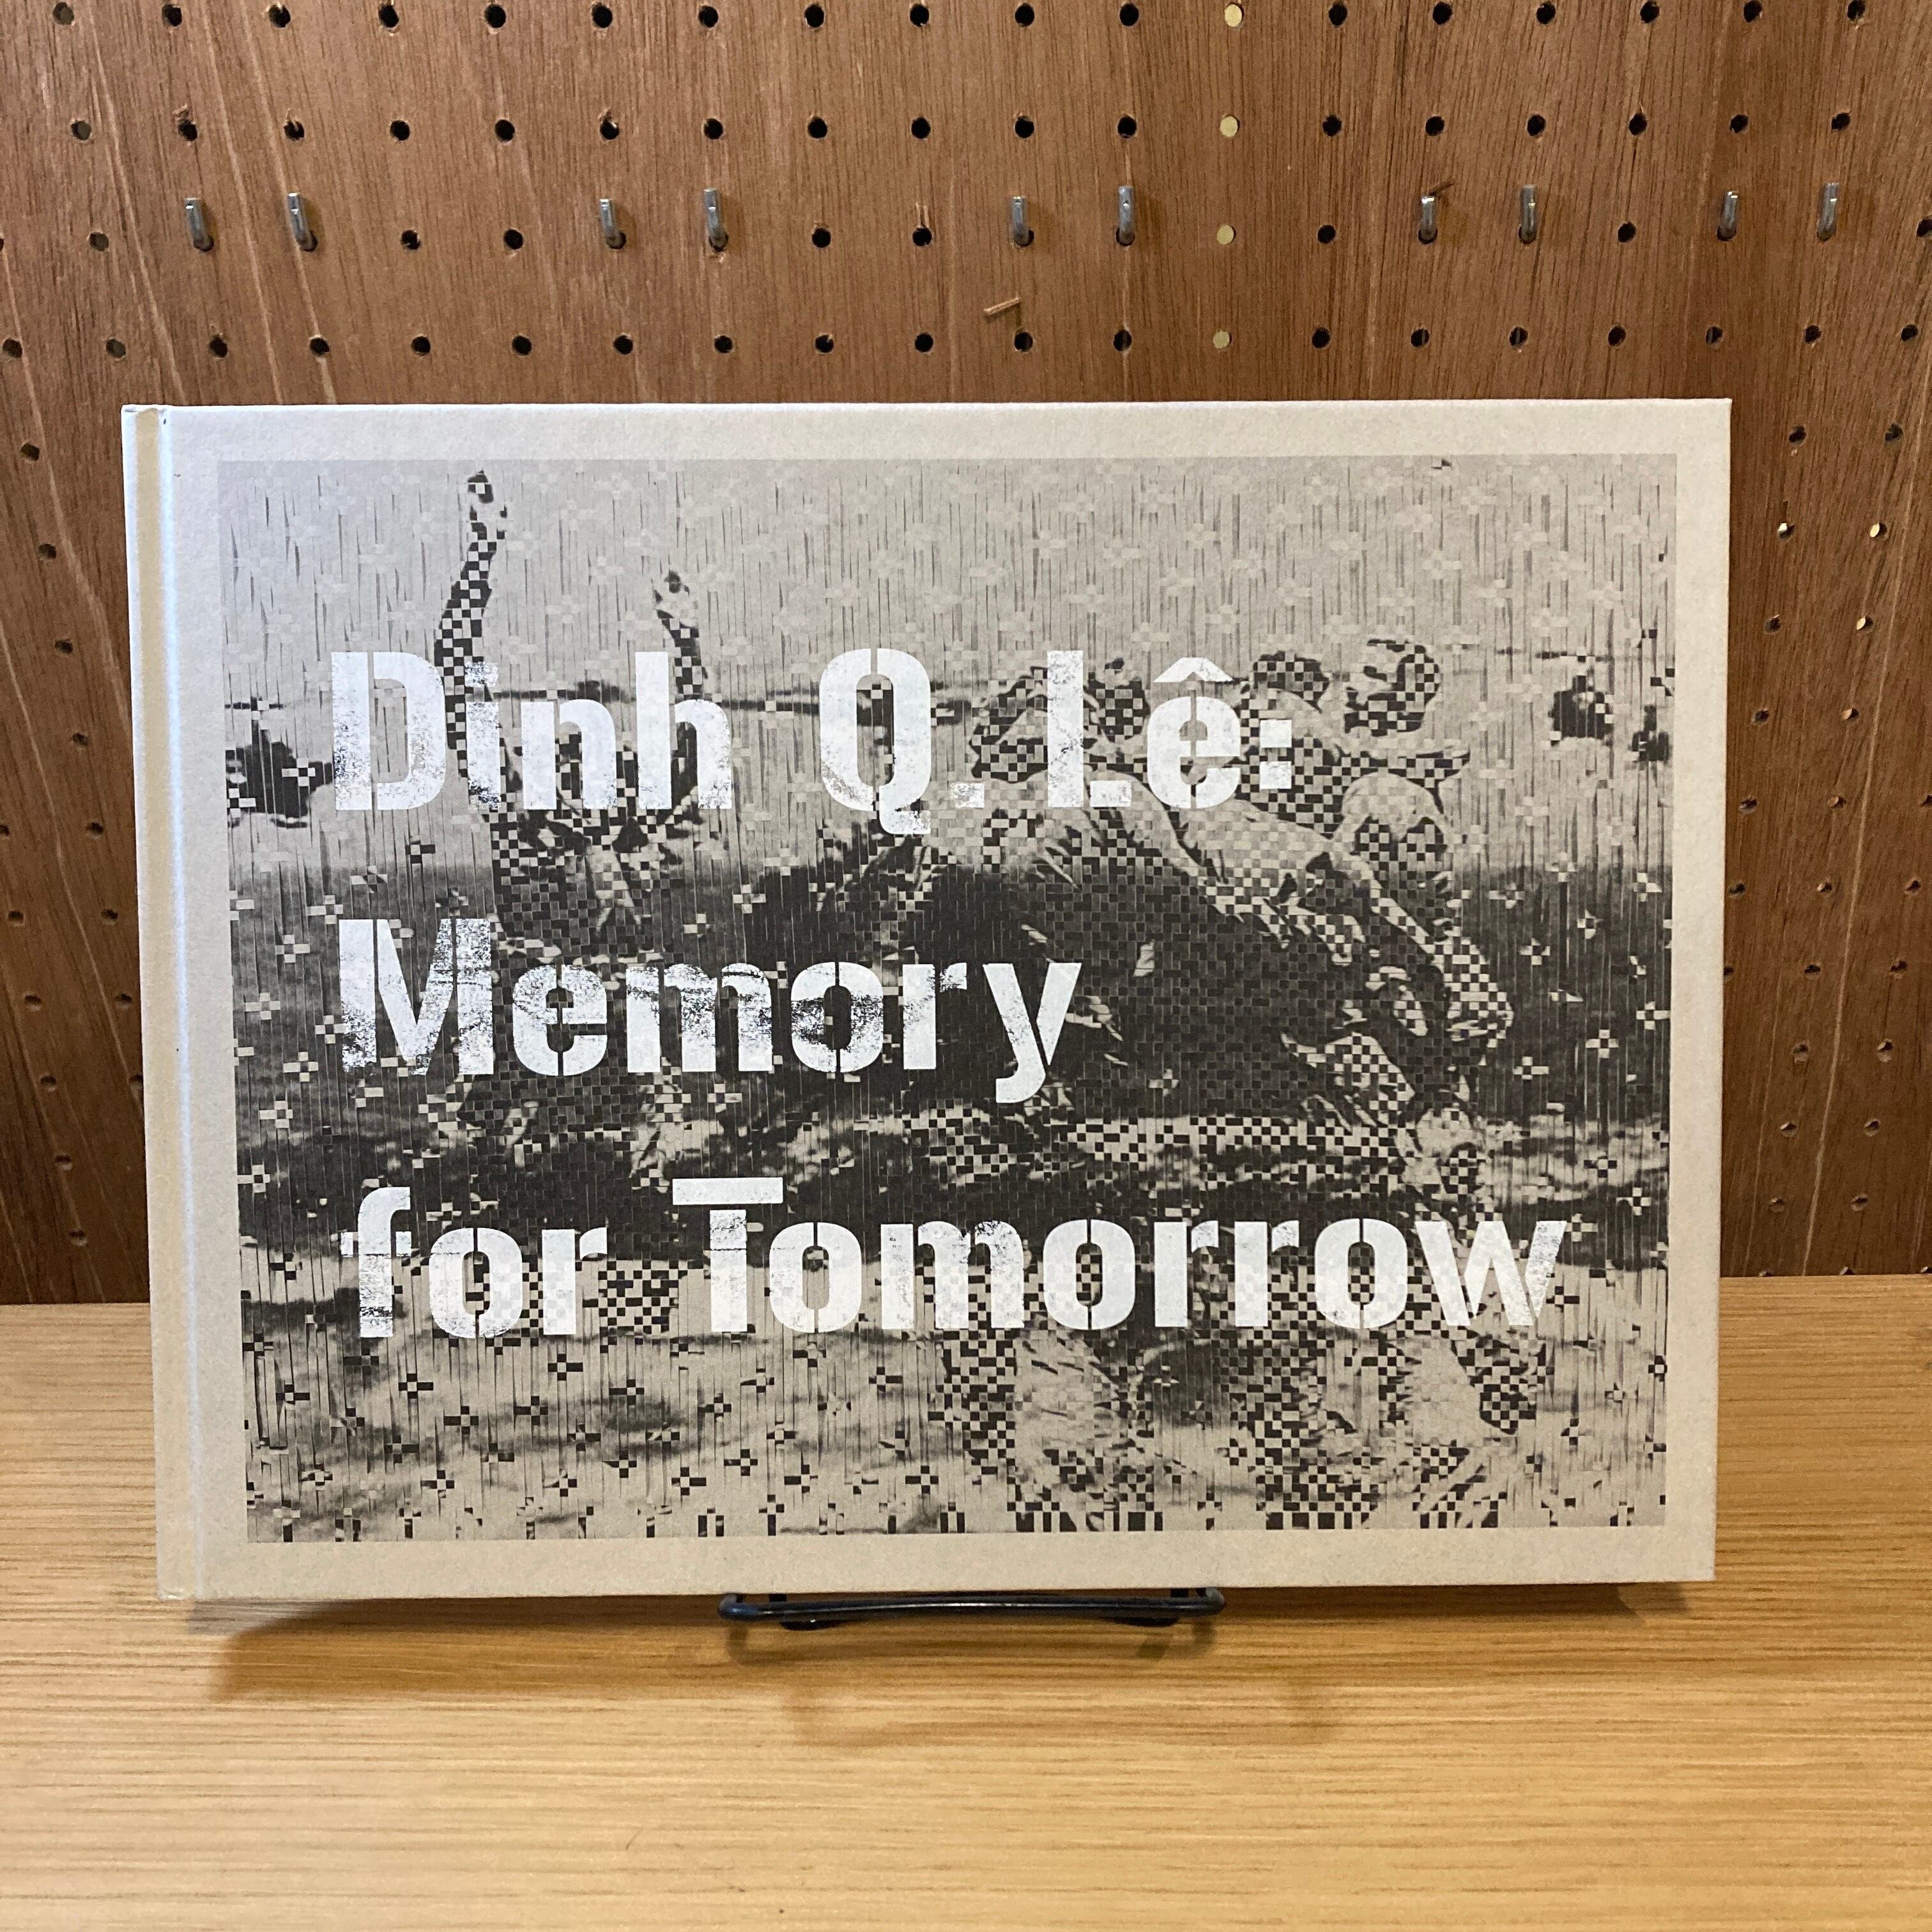 Dinh Q. Lê:
Memory
for Tomorrow